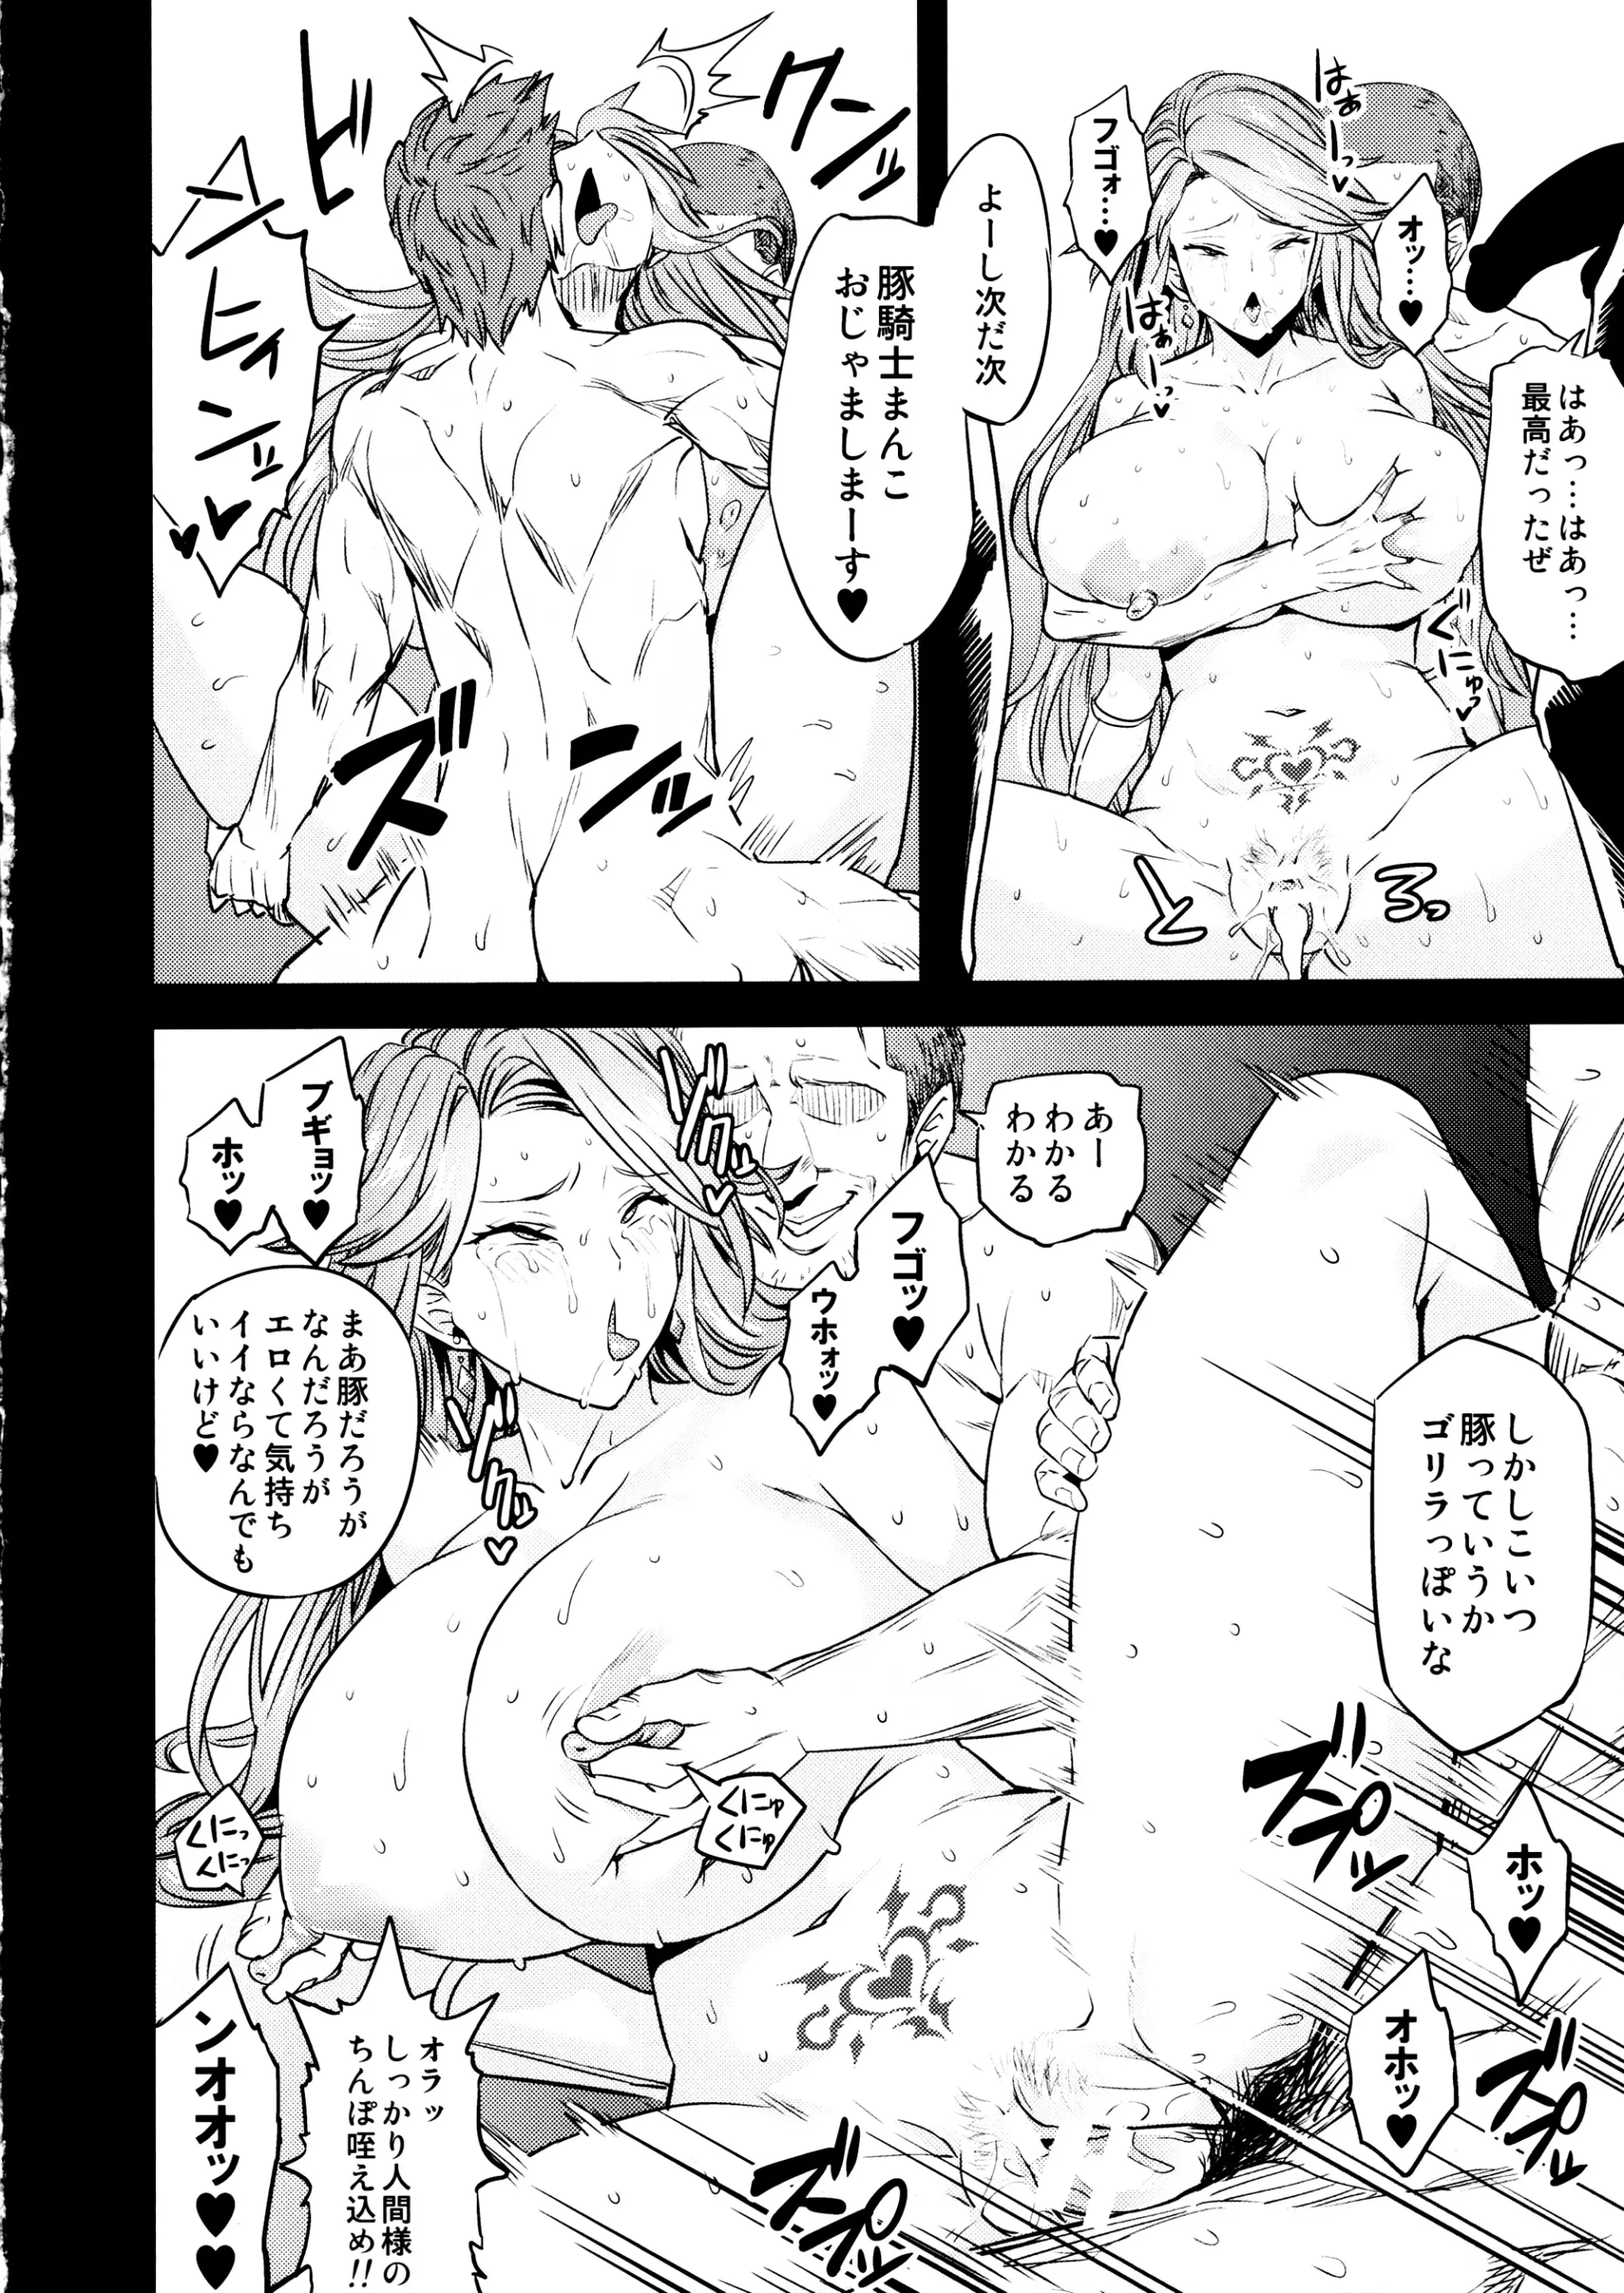 はあっ…はあっ…
最高だったぜ
はぁーっ♥
オッ…♥
フゴォ…♥
はぁーっ♥
ぐにゅっ♥
とろっ
よーし次だ次
豚騎士まんこ
おじゃましまーす♥
クンッ
ビーーン
ヒィンッ♥♥
ズンッ
しかしこいつ
豚っていうか
ゴリラっぽいな
あー
わかる
わかる
フゴッ♥
ウホォッ♥
ブギョッ♥
ホッ♥
まあ豚だろうが
なんだろうが
エロくて気持ち
イイならなんでも
いいけど♥
くにゅ
くにゅ
くにっ
くにっ
ズプッ
ホッ♥
オホッ♥
ズプッ
ズプッ
オラッ
しっかり人間様の
ちんぽ咥え込め!!
ンオオッ♥♥